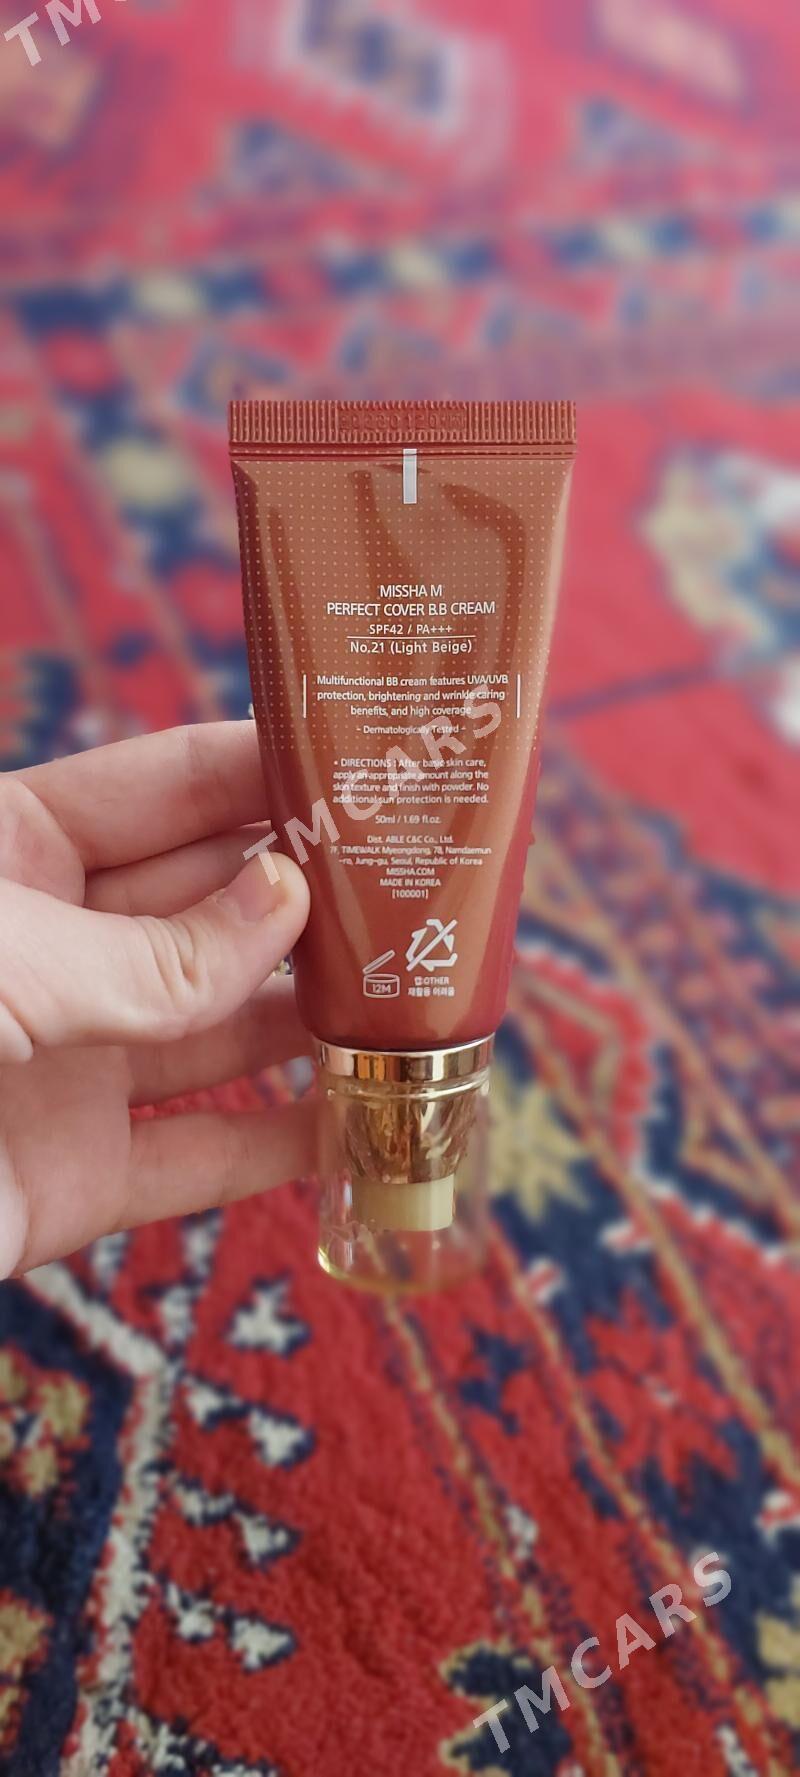 TMCARS
MISSHA M
PERFECT COVER B.B CREAM
SPF42 / PA+++
No.21 (Light Beige)
Multifunctional BB cream features UVA/UVB
protection, brightening and wrinkle caring
benefits, and high coverage
- Dermatologically Tested -
• DIRECTIONS : After basic skin care,
apply an appropriate amount along the
skin texture and finish with powder. No
additional sun protection is needed.
50ml / 1.69 fl.oz.
Dist. ABLE C&C Co., Ltd.
7F, TIMEWALK Myeongdong, 78, Namdaemun
-ro, Jung-gu, Seoul, Republic of Korea
MISSHA.COM
MADE IN KOREA
[100001]
TMCARS
12M
캡:OTHER
재활용 어려움
TMCARS